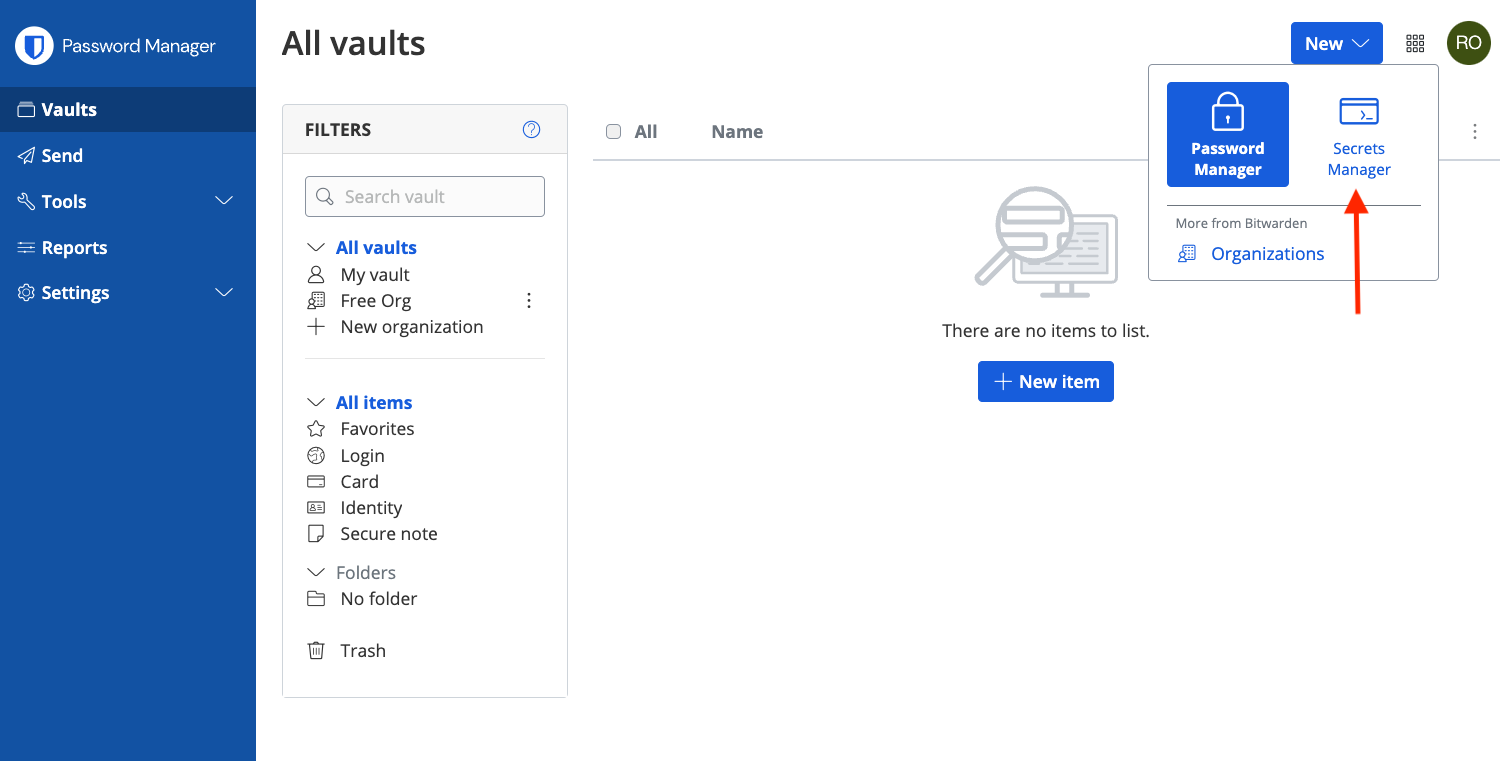 Password Manager
Vaults
Send
Tools
Reports
Settings
All vaults
New
RO
FILTERS
Search vault
All vaults
My vault
Free Org
New organization
All items
Favorites
Login
Card
Identity
Secure note
Folders
No folder
Trash
All Name
There are no items to list.
New item
Password
Manager
Secrets
Manager
More from Bitwarden
Organizations